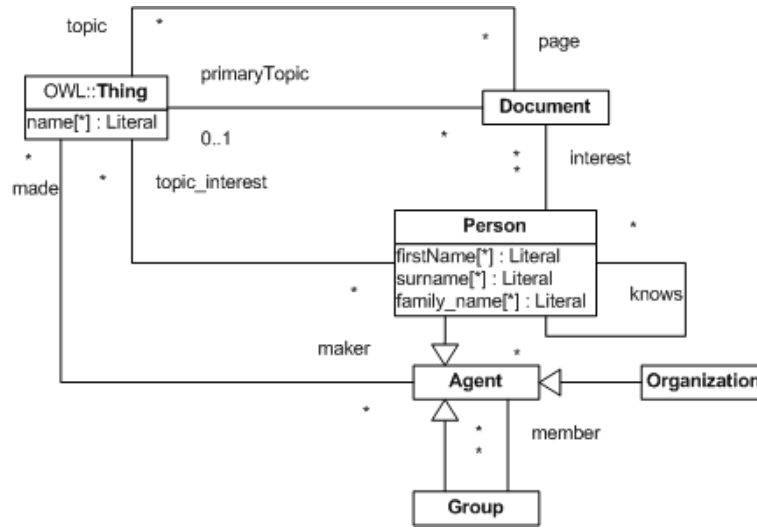 topic
*
*
page
primaryTopic
OWL::Thing
name[*] : Literal
Document
0..1
*
*
*
interest
*
made
*
topic_interest
Person
*
firstName[*] : Literal
surname[*] : Literal
family_name[*] : Literal
*
knows
maker
*
Agent
Organization
*
*
member
*
Group